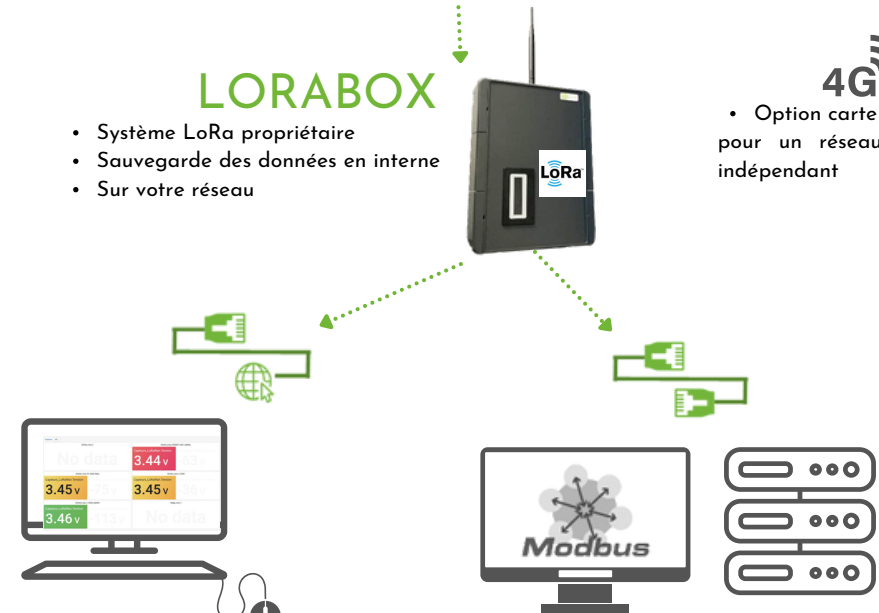 LORABOX
• Système LoRa propriétaire
• Sauvegarde des données en interne
• Sur votre réseau
LoRa
4G
• Option carte
pour un réseau
indépendant
No data
3.44 v
3.45 v
3.45 v
3.46 v
No data
Modbus